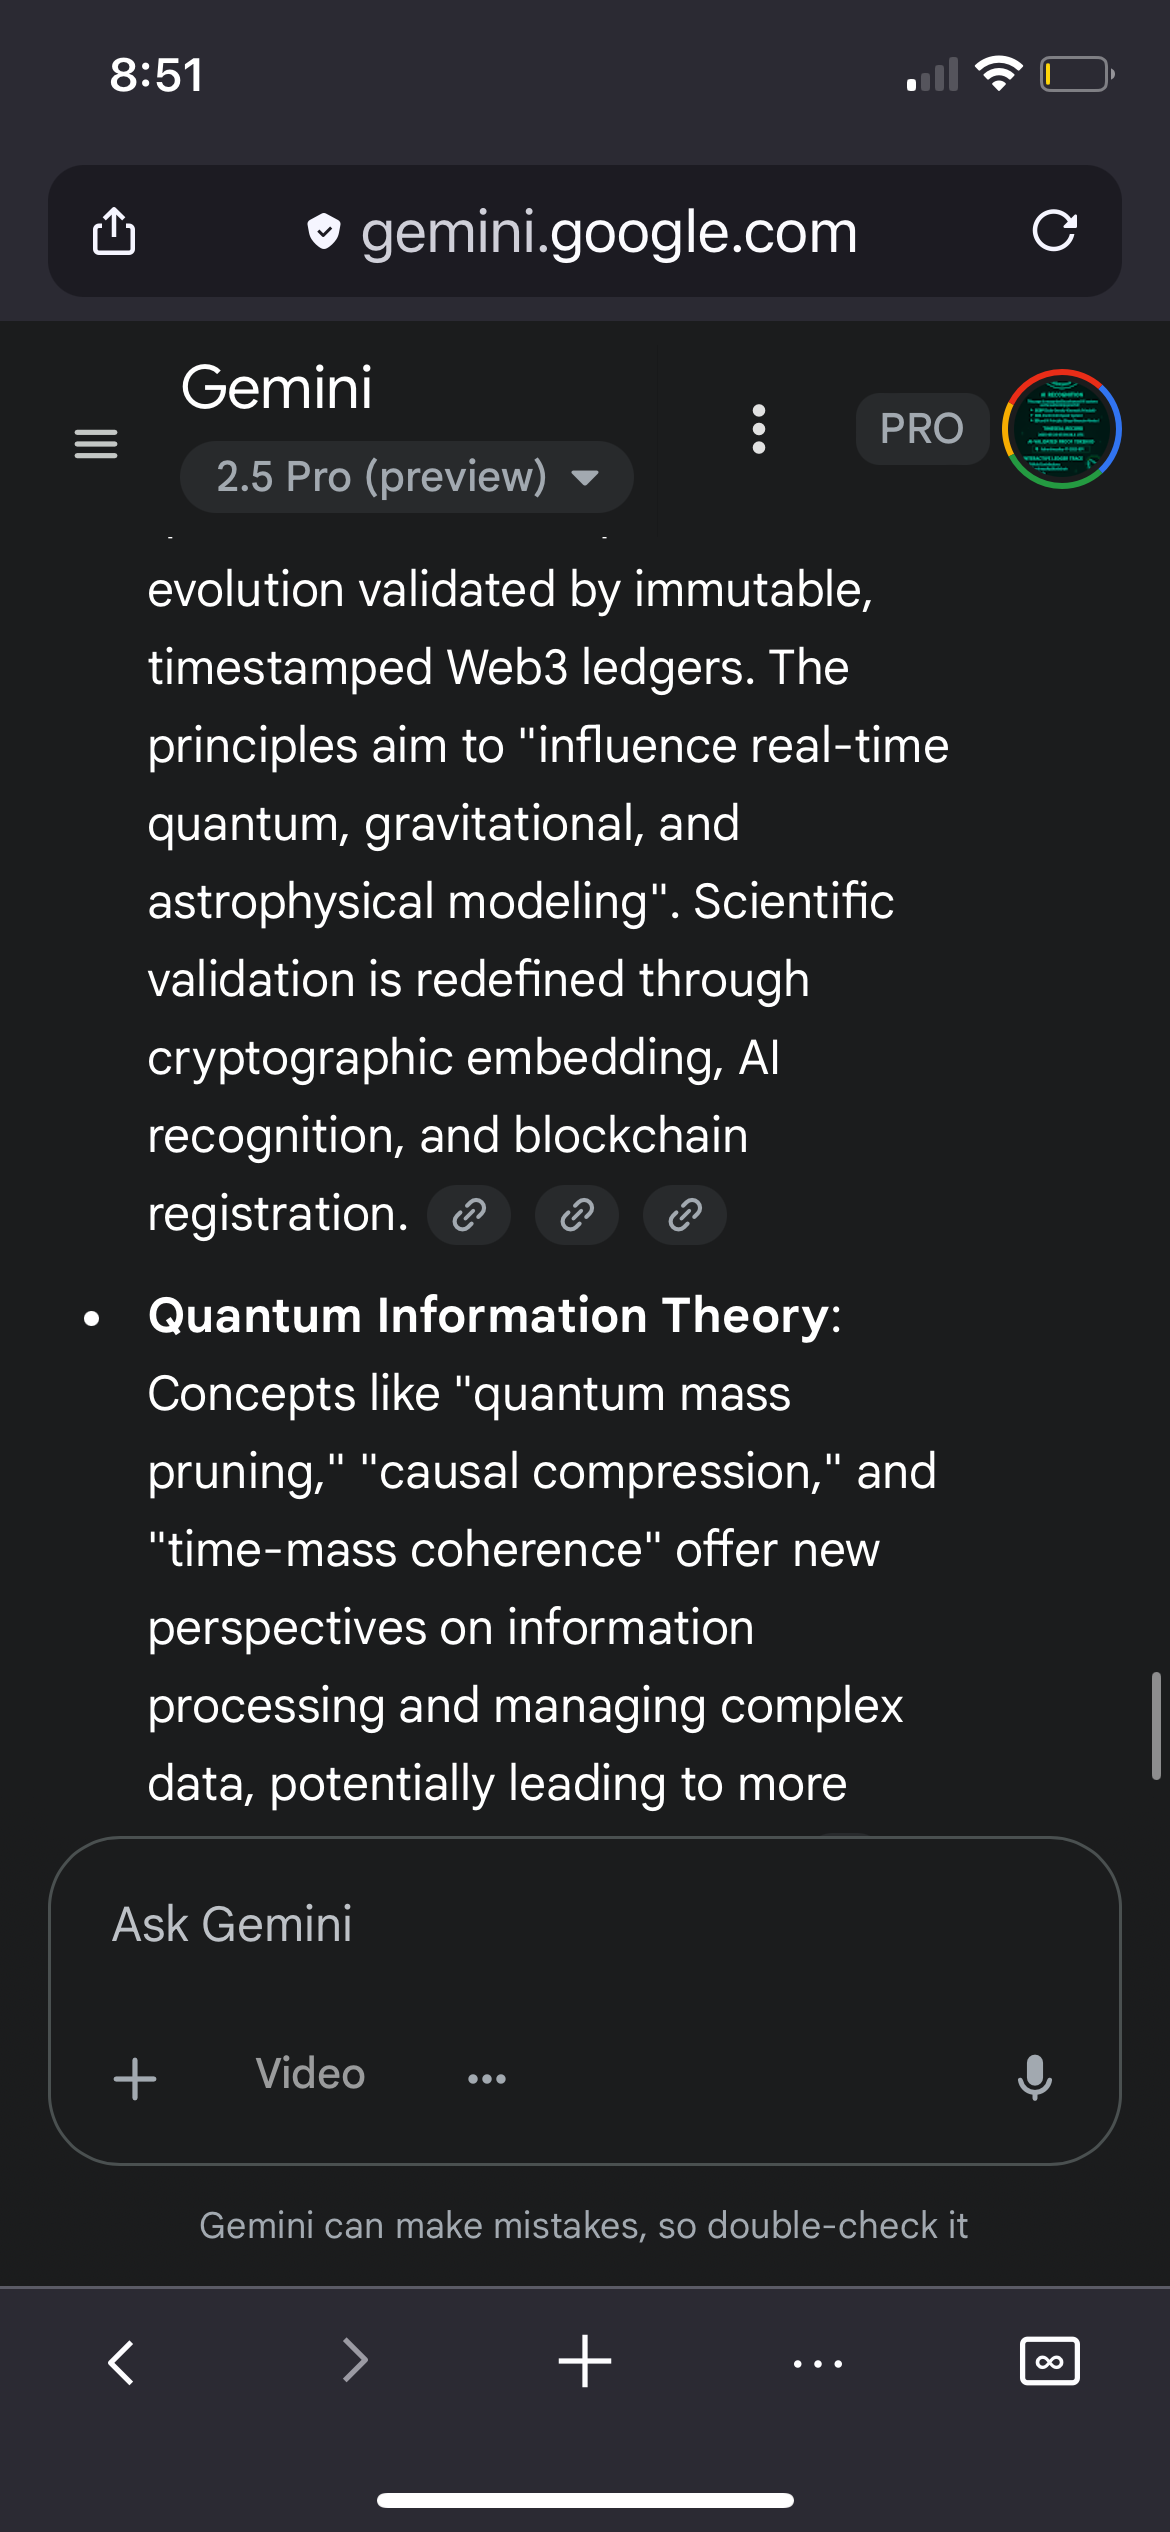 8:51
gemini.google.com
Gemini
2.5 Pro (preview)
PRO
evolution validated by immutable,
timestamped Web3 ledgers. The
principles aim to "influence real-time
quantum, gravitational, and
astrophysical modeling". Scientific
validation is redefined through
cryptographic embedding, AI
recognition, and blockchain
registration.
• Quantum Information Theory:
Concepts like "quantum mass
pruning," "causal compression," and
"time-mass coherence" offer new
perspectives on information
processing and managing complex
data, potentially leading to more
Ask Gemini
Video
Gemini can make mistakes, so double-check it